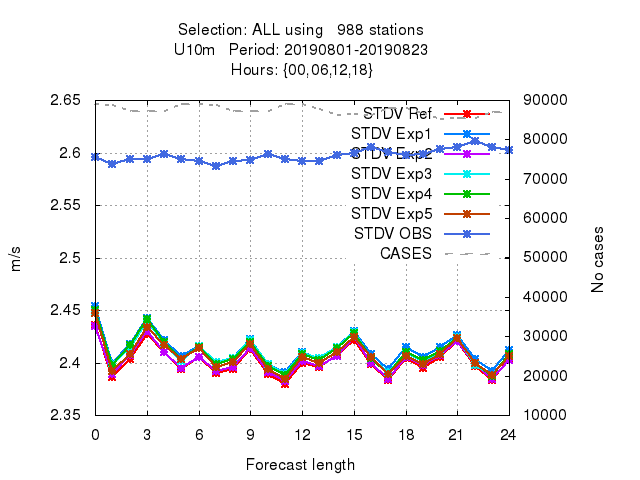 Selection: ALL using 988 stations
U10m Period: 20190801-20190823
Hours: {00,06,12,18}
2.65
2.6
2.55
2.5
2.45
2.4
2.35
m/s
90000
80000
70000
60000
50000
40000
30000
20000
10000
No cases
STDV Ref.
STDV Exp1
STDV Exp2
STDV Exp3
STDV Exp4
STDV Exp5
STDV OBS
CASES
0 3 6 9 12 15 18 21 24
Forecast length